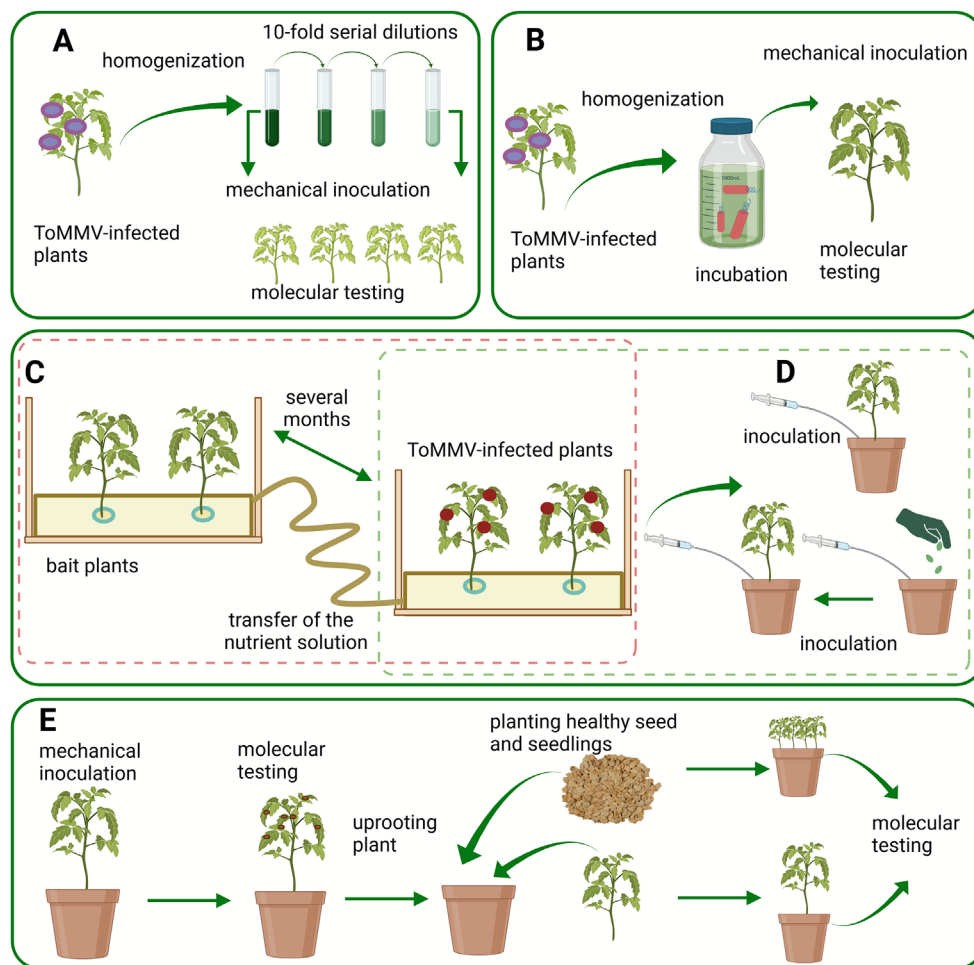 A
10-fold serial dilutions
homogenization
mechanical inoculation
ToMMV-infected
plants
molecular testing
B
mechanical inoculation
homogenization
1000mL
ToMMV-infected
plants
incubation
molecular
testing
C
several
months
ToMMV-infected plants
bait plants
transfer of the
nutrient solution
D
inoculation
inoculation
E
mechanical
inoculation
molecular
testing
uprooting
plant
planting healthy seed
and seedlings
molecular
testing